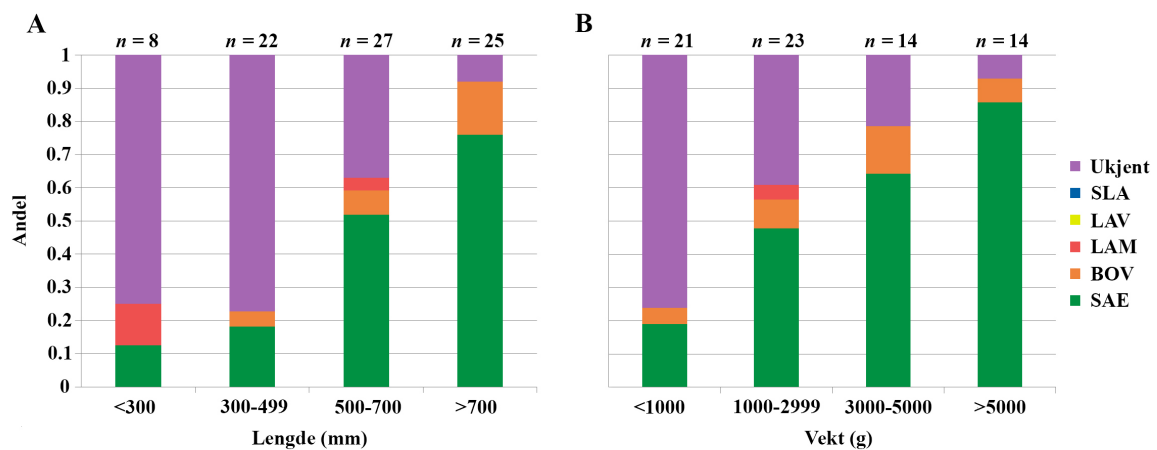 A
n = 8 n = 22 n = 27 n = 25
1
0.9
0.8
0.7
0.6
0.5
0.4
0.3
0.2
0.1
0
Andel
<300 300-499 500-700 >700
Lengde (mm)
B
n = 21 n = 23 n = 14 n = 14
<1000 1000-2999 3000-5000 >5000
Vekt (g)
Ukjent
SLA
LAV
LAM
BOV
SAE